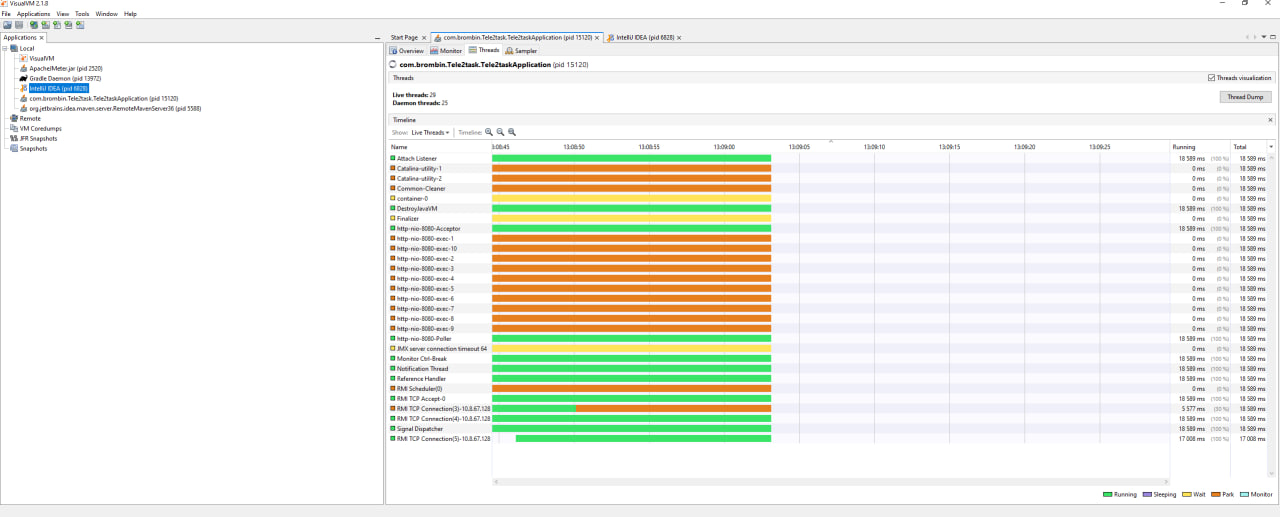 VisualVM 2.1.8
File Applications View Tools Window Help
Applications ×
Local
VisualVM
ApacheJMeter.jar (pid 2520)
Gradle Daemon (pid 13972)
IntelliJ IDEA (pid 6828)
com.brombin.Tele2task.Tele2taskApplication (pid 15120)
org.jetbrains.idea.maven.server.RemoteMavenServer36 (pid 5588)
Remote
VM Coredumps
JFR Snapshots
Snapshots
Start Page × com.brombin.Tele2task.Tele2taskApplication (pid 15120) × IntelliJ IDEA (pid 6828) ×
Overview Monitor Threads Sampler
com.brombin.Tele2task.Tele2taskApplication (pid 15120)
Threads Threads visualization
Live threads: 29
Daemon threads: 25
Thread Dump
Timeline ×
Show: Live Threads Timeline:
Name 3:08:45 13:08:50 13:08:55 13:09:00 13:09:05 13:09:10 13:09:15 13:09:20 13:09:25 Running Total
Attach Listener 18 589 ms (100 %) 18 589 ms
Catalina-utility-1 0 ms (0 %) 18 589 ms
Catalina-utility-2 0 ms (0 %) 18 589 ms
Common-Cleaner 0 ms (0 %) 18 589 ms
container-0 0 ms (0 %) 18 589 ms
DestroyJavaVM 18 589 ms (100 %) 18 589 ms
Finalizer 0 ms (0 %) 18 589 ms
http-nio-8080-Acceptor 18 589 ms (100 %) 18 589 ms
http-nio-8080-exec-1 0 ms (0 %) 18 589 ms
http-nio-8080-exec-10 0 ms (0 %) 18 589 ms
http-nio-8080-exec-2 0 ms (0 %) 18 589 ms
http-nio-8080-exec-3 0 ms (0 %) 18 589 ms
http-nio-8080-exec-4 0 ms (0 %) 18 589 ms
http-nio-8080-exec-5 0 ms (0 %) 18 589 ms
http-nio-8080-exec-6 0 ms (0 %) 18 589 ms
http-nio-8080-exec-7 0 ms (0 %) 18 589 ms
http-nio-8080-exec-8 0 ms (0 %) 18 589 ms
http-nio-8080-exec-9 0 ms (0 %) 18 589 ms
http-nio-8080-Poller 18 589 ms (100 %) 18 589 ms
JMX server connection timeout 64 0 ms (0 %) 18 589 ms
Monitor Ctrl-Break 18 589 ms (100 %) 18 589 ms
Notification Thread 18 589 ms (100 %) 18 589 ms
Reference Handler 18 589 ms (100 %) 18 589 ms
RMI Scheduler(0) 0 ms (0 %) 18 589 ms
RMI TCP Accept-0 18 589 ms (100 %) 18 589 ms
RMI TCP Connection(3)-10.8.67.128 5 577 ms (30 %) 18 589 ms
RMI TCP Connection(4)-10.8.67.128 18 589 ms (100 %) 18 589 ms
Signal Dispatcher 18 589 ms (100 %) 18 589 ms
RMI TCP Connection(5)-10.8.67.128 17 008 ms (100 %) 17 008 ms
Running Sleeping Wait Park Monitor